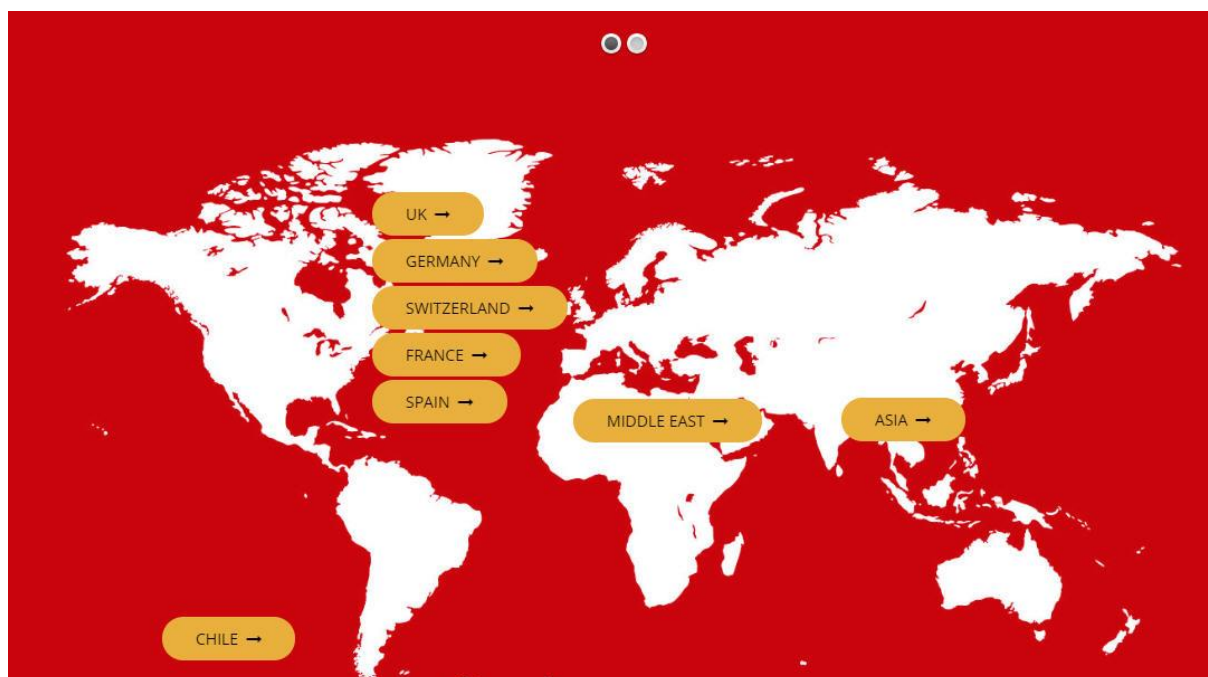 UK →
GERMANY →
SWITZERLAND →
FRANCE →
SPAIN →
MIDDLE EAST →
ASIA →
CHILE →